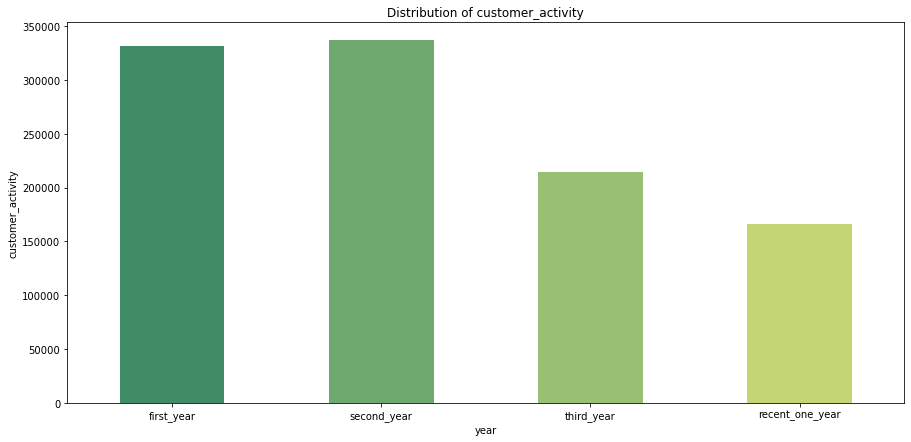 Distribution of customer_activity
customer_activity
350000
300000
250000
200000
150000
100000
50000
0
first_year second_year third_year recent_one_year
year